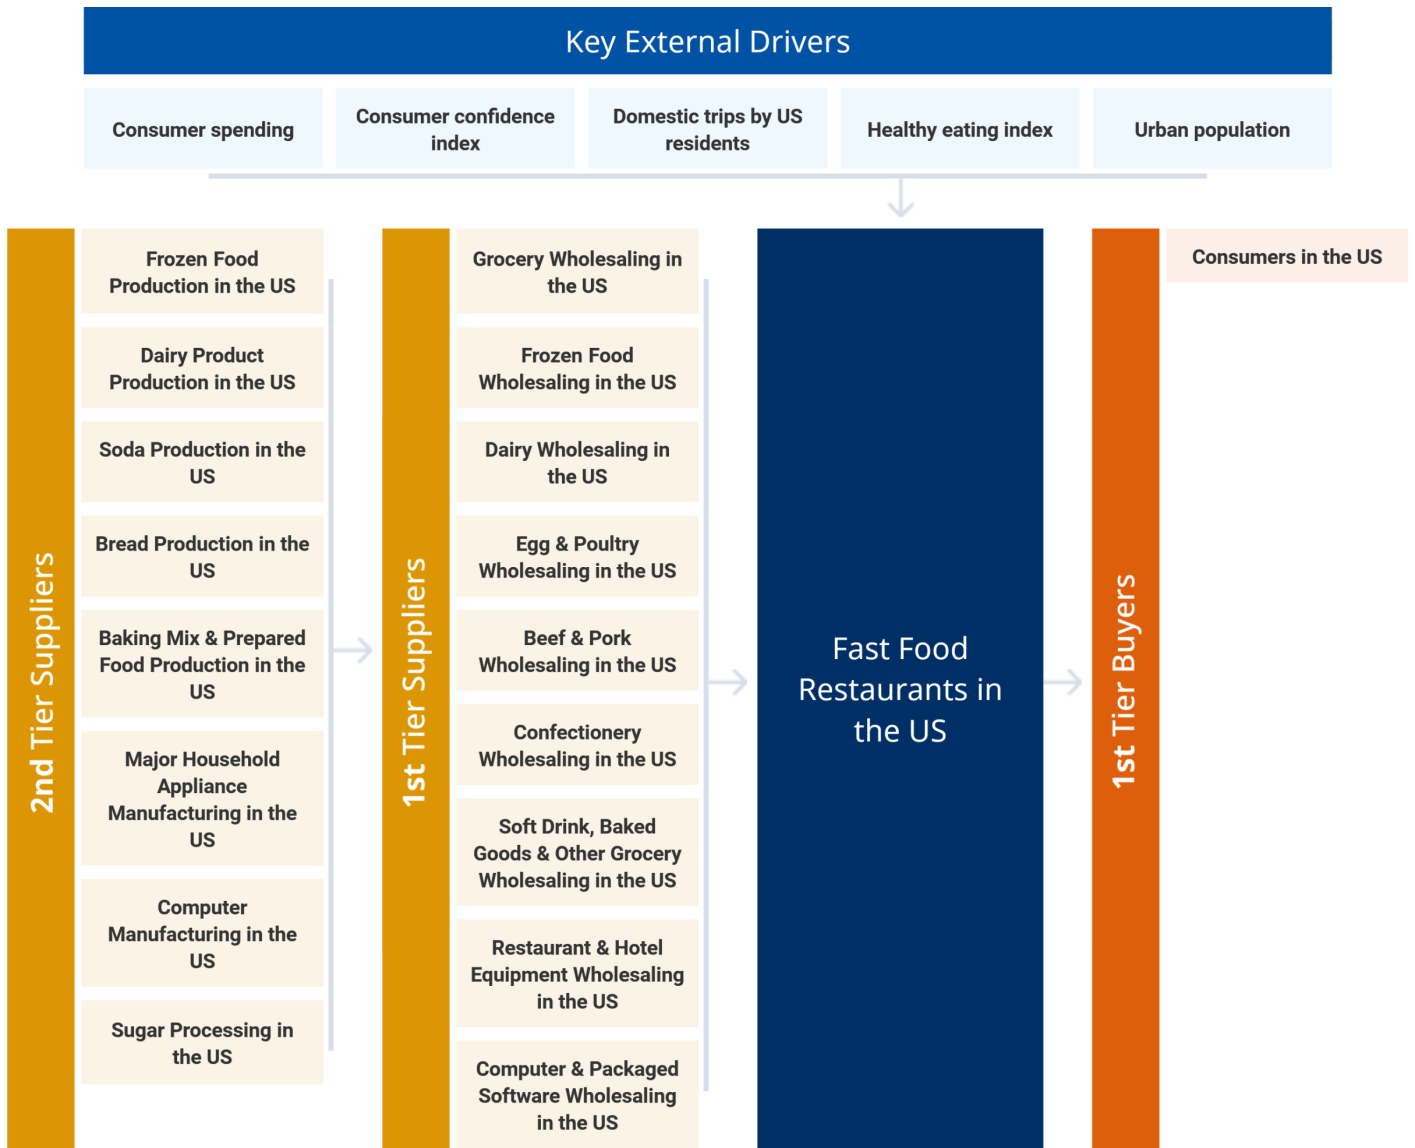 Key External Drivers
Consumer spending
Consumer confidence
index
Domestic trips by US
residents
Healthy eating index
Urban population
2nd Tier Suppliers
Frozen Food
Production in the US
Dairy Product
Production in the US
Soda Production in the
US
Bread Production in the
US
Baking Mix & Prepared
Food Production in the
US
Major Household
Appliance
Manufacturing in the
US
Computer
Manufacturing in the
US
Sugar Processing in
the US
1st Tier Suppliers
Grocery Wholesaling in
the US
Frozen Food
Wholesaling in the US
Dairy Wholesaling in
the US
Egg & Poultry
Wholesaling in the US
Beef & Pork
Wholesaling in the US
Confectionery
Wholesaling in the US
Soft Drink, Baked
Goods & Other Grocery
Wholesaling in the US
Restaurant & Hotel
Equipment Wholesaling
in the US
Computer & Packaged
Software Wholesaling
in the US
Fast Food
Restaurants in
the US
1st Tier Buyers
Consumers in the US